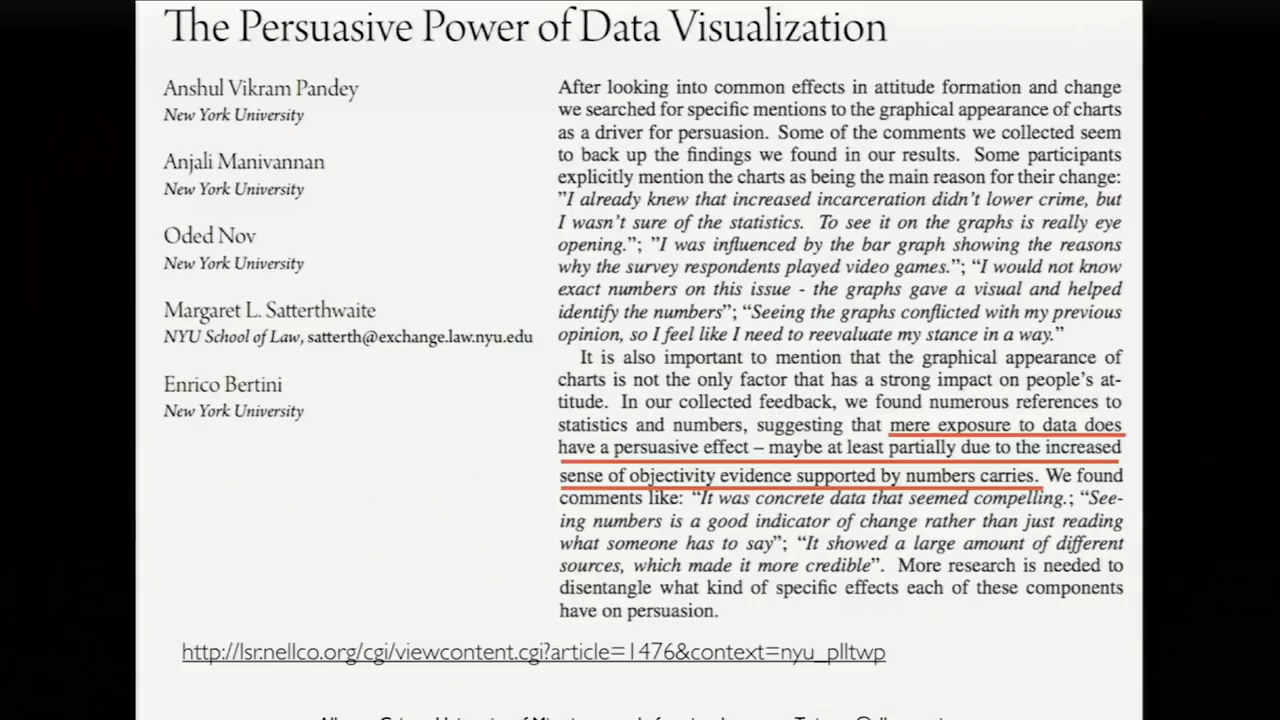 The Persuasive Power of Data Visualization
Anshul Vikram Pandey
New York University
Anjali Manivannan
New York University
Oded Nov
New York University
Margaret L. Satterthwaite
NYU School of Law, satterth@exchange.law.nyu.edu
Enrico Bertini
New York University
After looking into common effects in attitude formation and change
we searched for specific mentions to the graphical appearance of charts
as a driver for persuasion. Some of the comments we collected seem
to back up the findings we found in our results. Some participants
explicitly mention the charts as being the main reason for their change:
"I already knew that increased incarceration didn't lower crime, but
I wasn't sure of the statistics. To see it on the graphs is really eye
opening."; "I was influenced by the bar graph showing the reasons
why the survey respondents played video games."; “I would not know
exact numbers on this issue - the graphs gave a visual and helped
identify the numbers”; “Seeing the graphs conflicted with my previous
opinion, so I feel like I need to reevaluate my stance in a way.”
It is also important to mention that the graphical appearance of
charts is not the only factor that has a strong impact on people's at-
titude. In our collected feedback, we found numerous references to
statistics and numbers, suggesting that mere exposure to data does
have a persuasive effect – maybe at least partially due to the increased
sense of objectivity evidence supported by numbers carries. We found
comments like: “It was concrete data that seemed compelling.; “See-
ing numbers is a good indicator of change rather than just reading
what someone has to say”; “It showed a large amount of different
sources, which made it more credible”. More research is needed to
disentangle what kind of specific effects each of these components
have on persuasion.
http://lsr.nellco.org/cgi/viewcontent.cgi?article=1476&context=nyu_plltwp